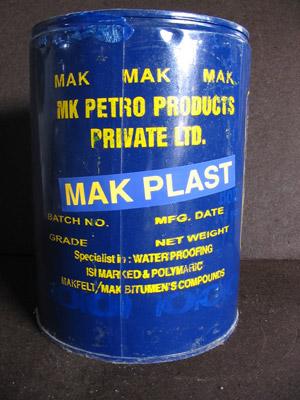 MAK MAK MAK
MK PETRO PRODUCTS
PRIVATE LTD.
MAK PLAST
BATCH NO. MFG. DATE
GRADE NET WEIGHT
Specialist in : WATER PROOFING
ISI MARKED & POLYMARIC
MAKFELT/MAK BITUMEN'S COMPOUNDS